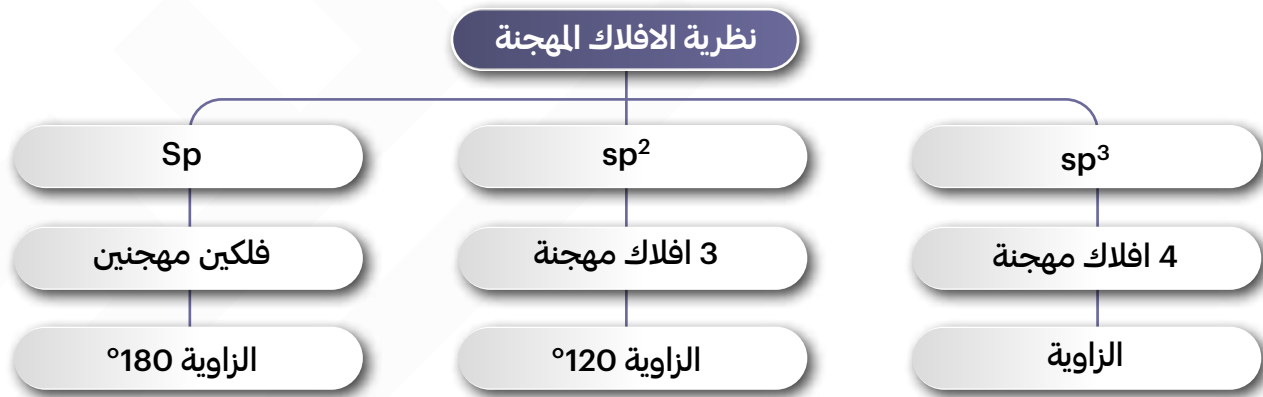 نظرية الافلاك المهجنة
sp³
sp²
Sp
4 افلاك مهجنة
3 افلاك مهجنة
فلكين مهجنين
الزاوية
الزاوية 120°
الزاوية 180°